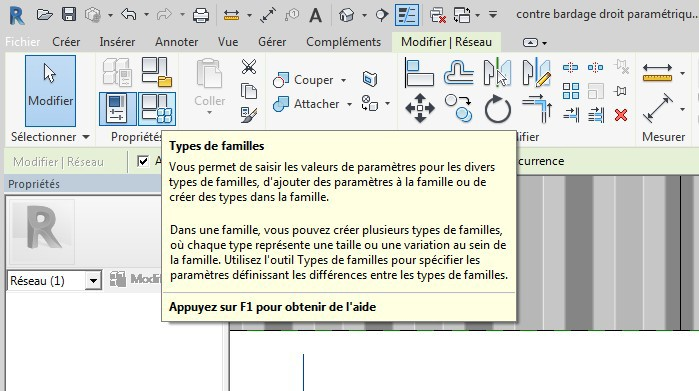 contre bardage droit paramétriqu...
Fichier Créer Insérer Annoter Vue Gérer Compléments Modifier | Réseau
Modifier
Coller
Couper
Attacher
Sélectionner Propriétés
Mesurer
Modifier | Réseau
Propriétés
Réseau (1)
Types de familles
Vous permet de saisir les valeurs de paramètres pour les divers
types de familles, d'ajouter des paramètres à la famille ou de
créer des types dans la famille.
Dans une famille, vous pouvez créer plusieurs types de familles,
où chaque type représente une taille ou une variation au sein de
la famille. Utilisez l'outil Types de familles pour spécifier les
paramètres définissant les différences entre les types de familles.
Appuyez sur F1 pour obtenir de l'aide